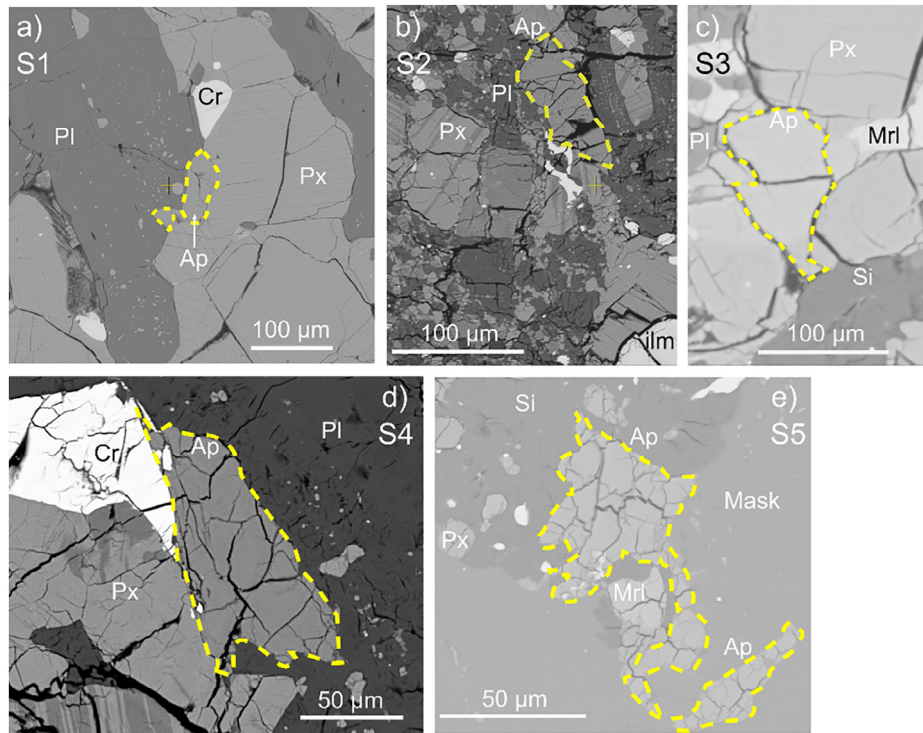 a)
S1
Cr
Pl
Px
Ap
100 µm
b)
Ap
S2
Pl
Px
100 µm
ilm
c)
S3
Px
Ap
Pl
Mrl
Si
100 µm
d)
S4
Ap
Pl
Cr
Px
50 µm
e)
Si
Ap
S5
Mask
Px
Mrl
Ap
50 µm